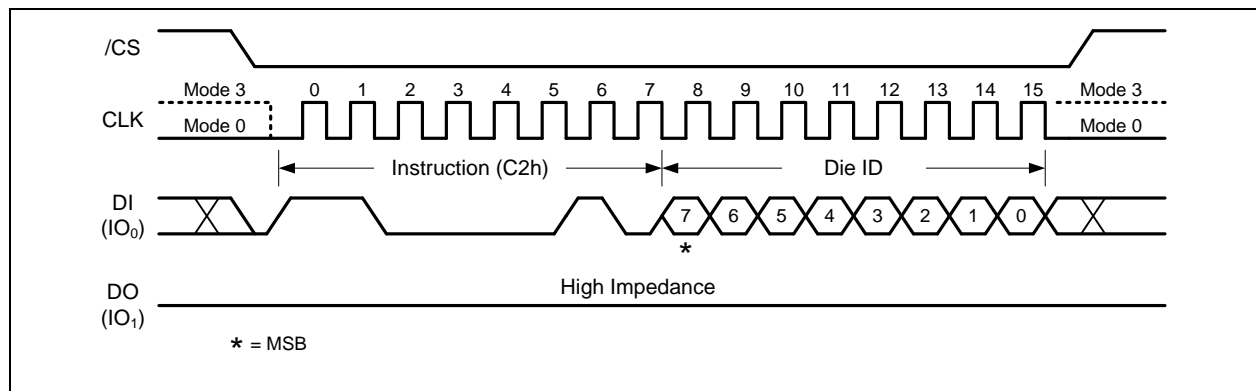 /CS
Mode 3 0 1 2 3 4 5 6 7 8 9 10 11 12 13 14 15 Mode 3
CLK
Mode 0 Mode 0
Instruction (C2h) Die ID
DI
(IO0)
7 6 5 4 3 2 1 0
*
High Impedance
DO
(IO1)
* = MSB